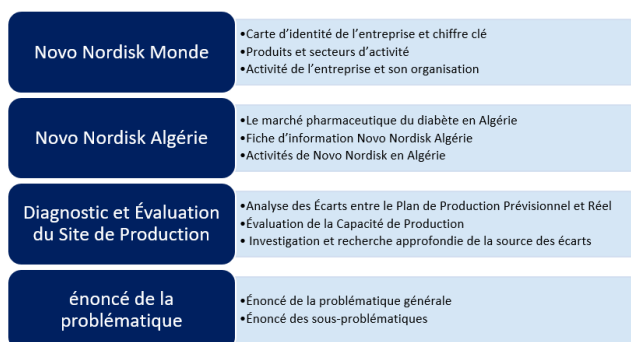 Novo Nordisk Monde
•Carte d’identité de l’entreprise et chiffre clé
•Produits et secteurs d’activité
•Activité de l’entreprise et son organisation
Novo Nordisk Algérie
•Le marché pharmaceutique du diabète en Algérie
•Fiche d’information Novo Nordisk Algérie
•Activités de Novo Nordisk en Algérie
Diagnostic et Évaluation
du Site de Production
•Analyse des Écarts entre le Plan de Production Prévisionnel et Réel
•Évaluation de la Capacité de Production
• Investigation et recherche approfondie de la source des écarts
énoncé de la
problématique
•Énoncé de la problématique générale
•Énoncé des sous-problématiques